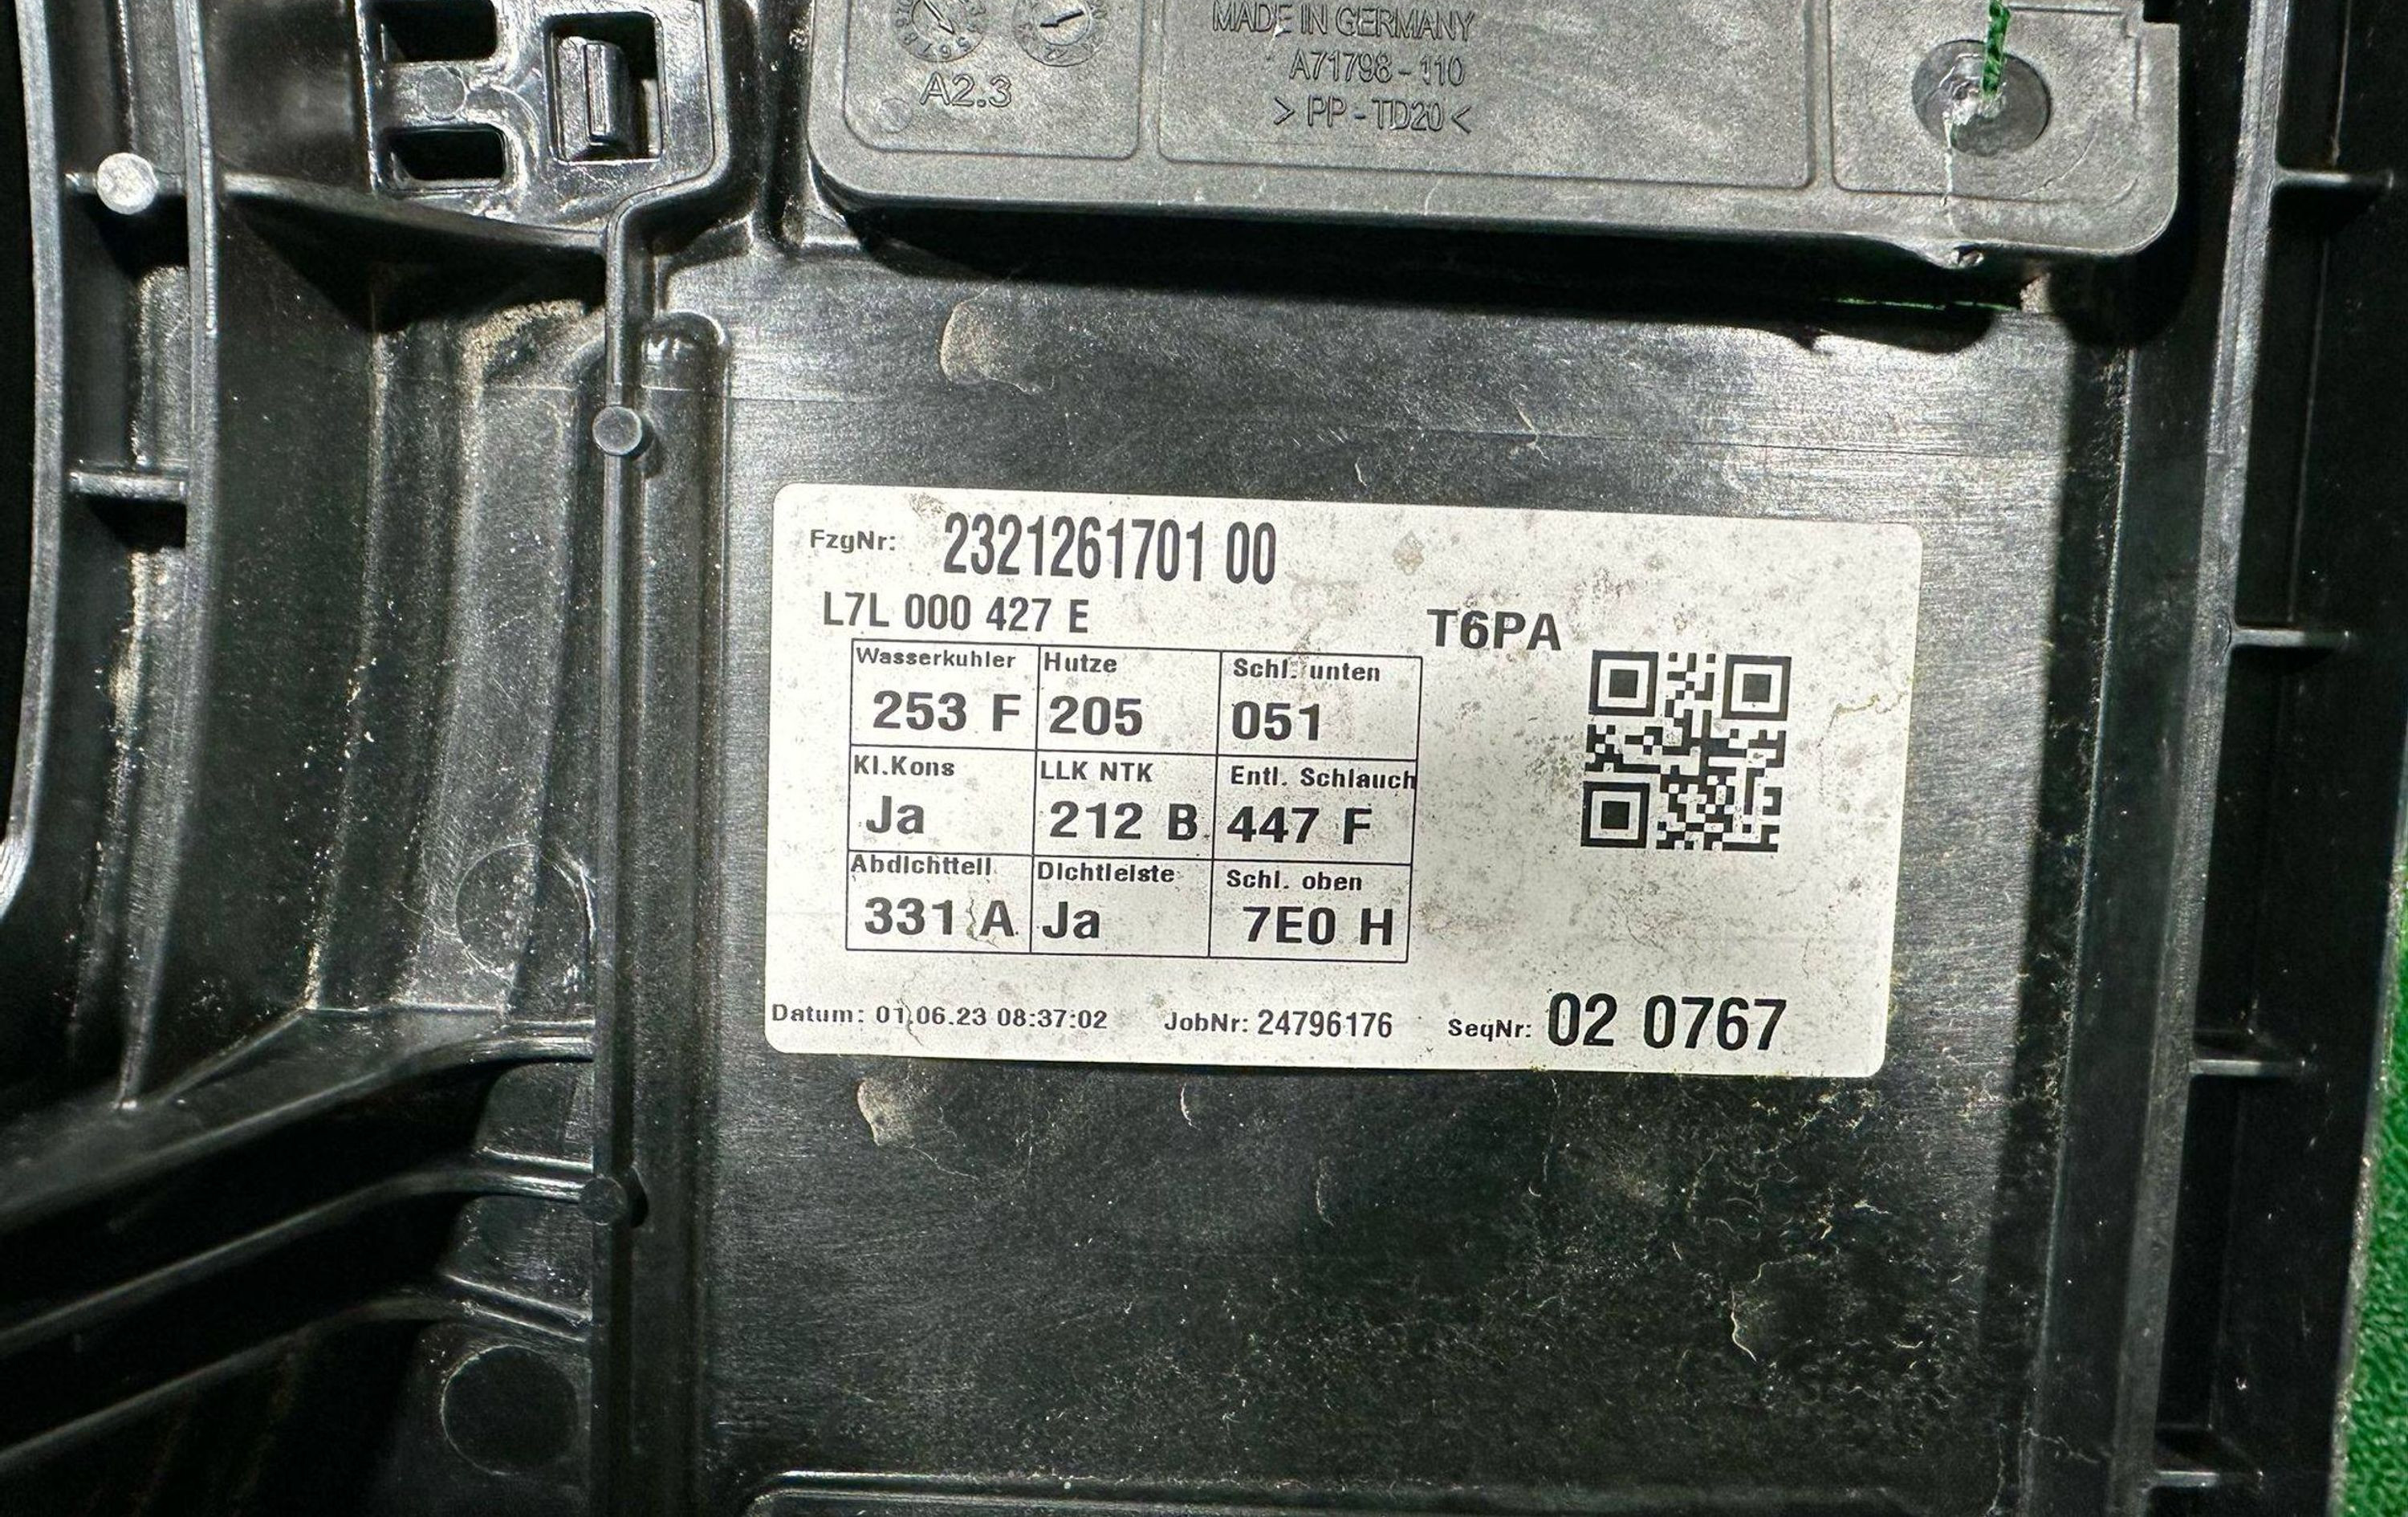 MADE IN GERMANY
A71798-110
A2.3
>PP-TD20<
FzgNr: 2321261701 00
L7L 000 427 E
T6PA
Wasserkuhler Hutze Schl. unten
253 F 205 051
Kl.Kons LLK NTK Entl. Schlauch
Ja 212 B 447 F
Abdichtteil Dichtleiste Schl. oben
331 A Ja 7E0 H
Datum: 01.06.23 08:37:02 JobNr: 24796176 SeqNr: 02 0767